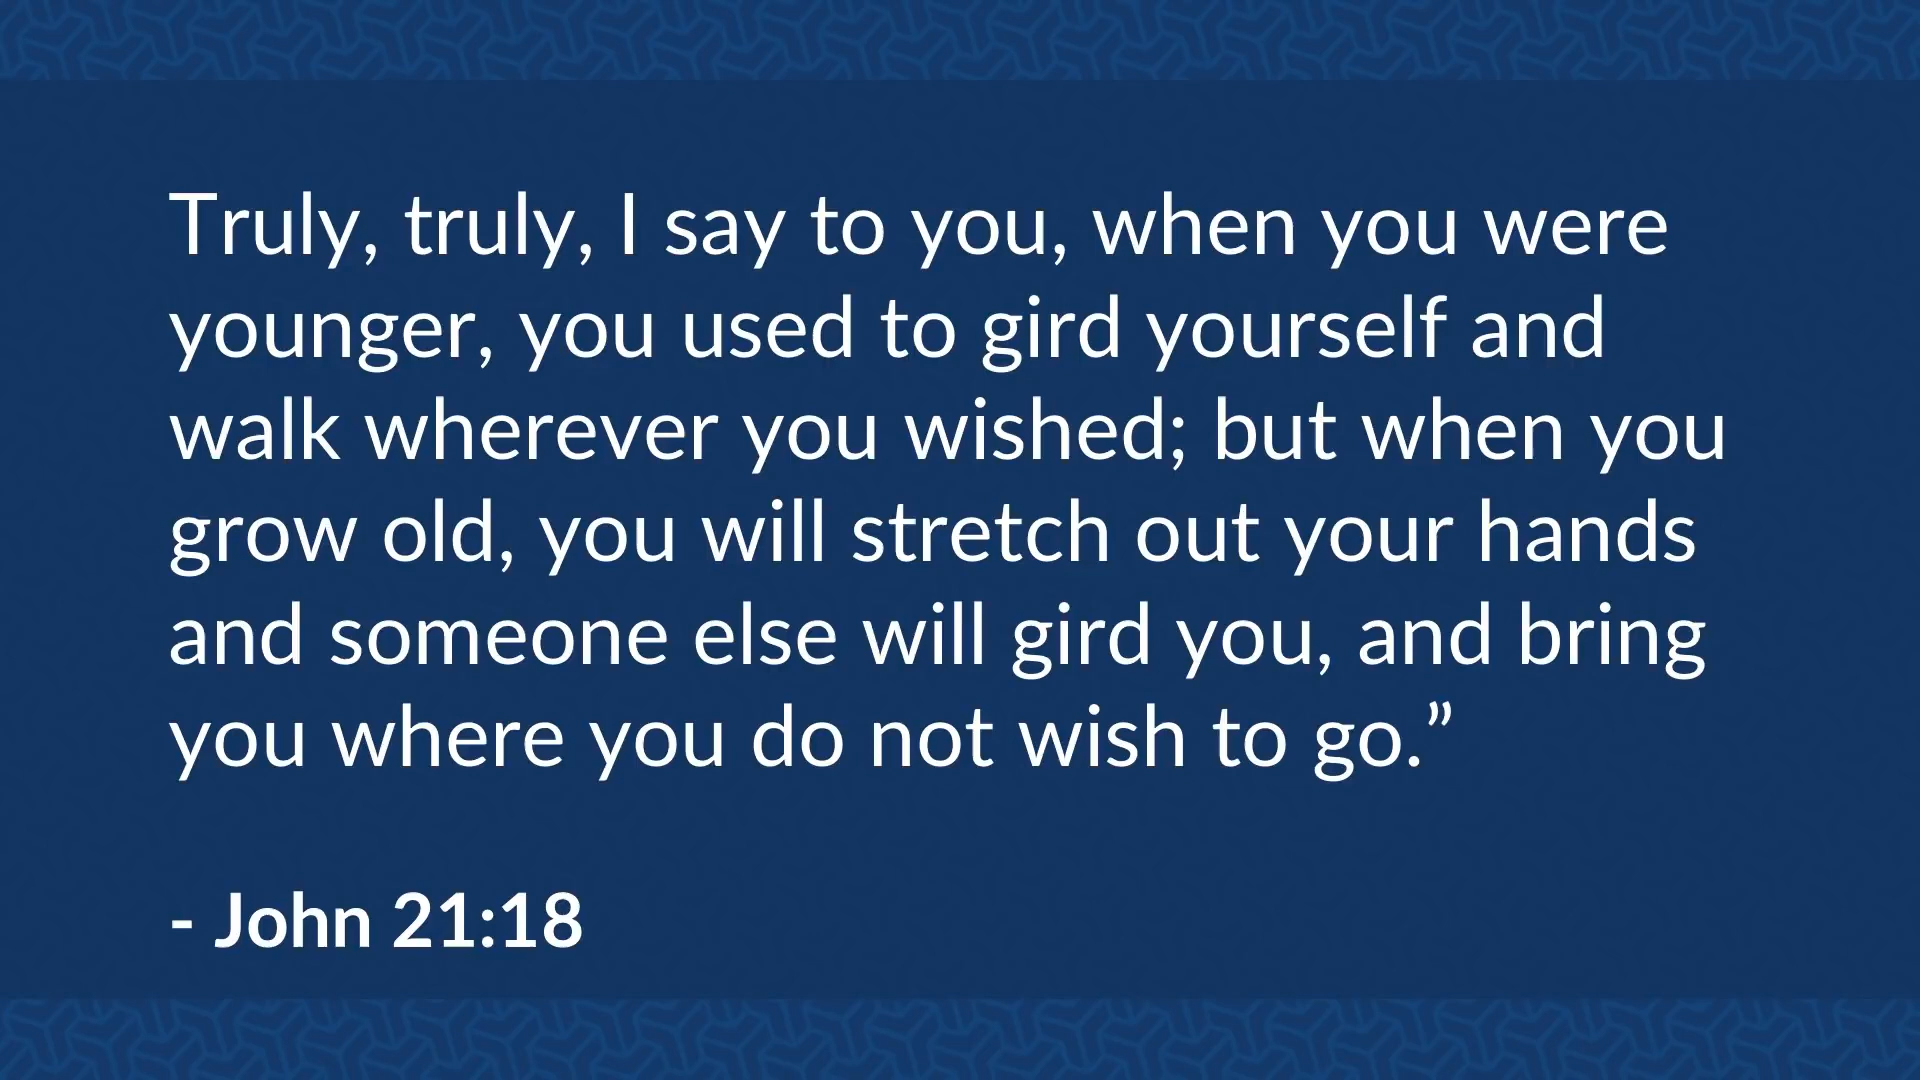 Truly, truly, I say to you, when you were
younger, you used to gird yourself and
walk wherever you wished; but when you
grow old, you will stretch out your hands
and someone else will gird you, and bring
you where you do not wish to go.”
- John 21:18